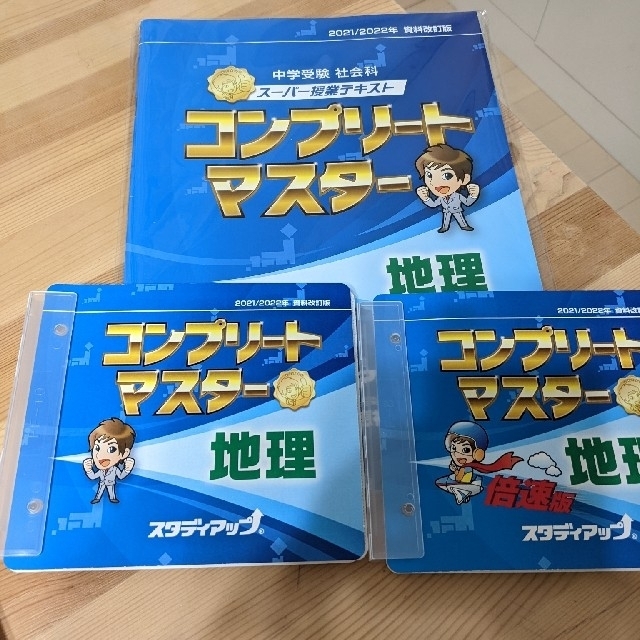 2021/2022年 資料改訂版
中学受験 社会科
スーパー授業テキスト
コンプリート
マスター
地理
2021/2022年 資料改訂版
コンプリート
マスター
地理
スタディアップ
2021/2022年 資料改
コンプリート
マスター
地理
倍速版
スタディアップ